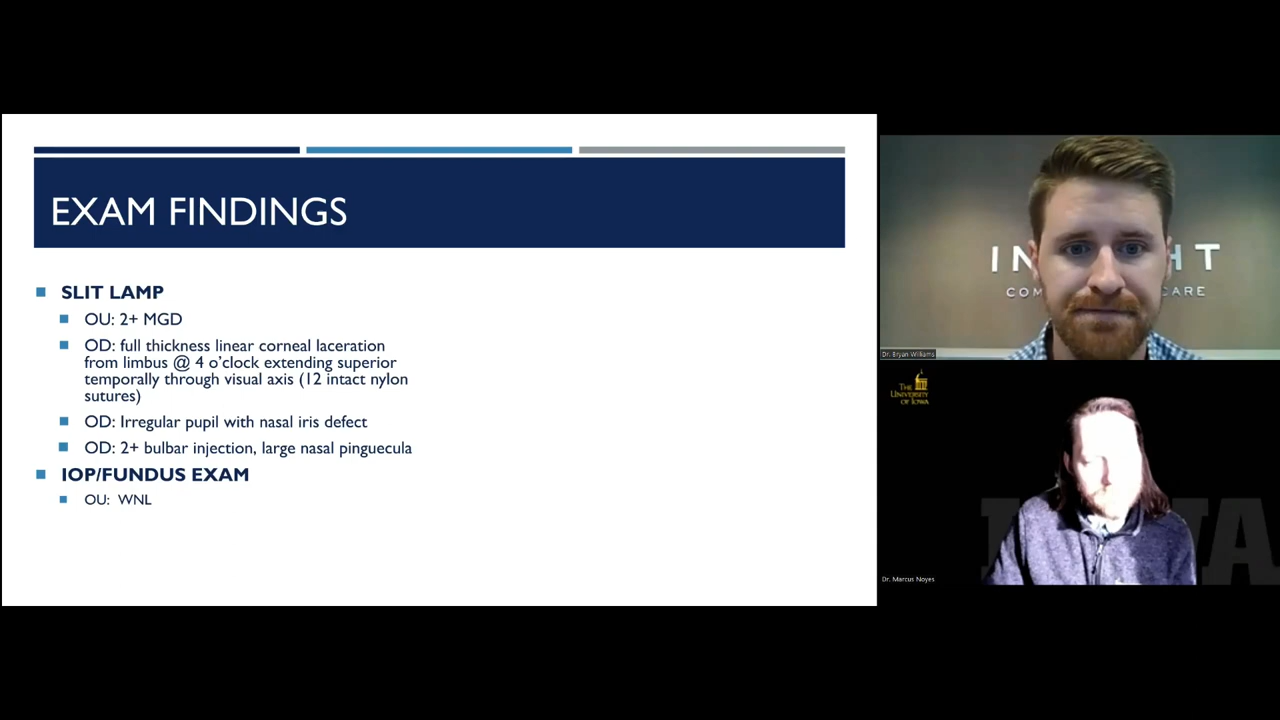 EXAM FINDINGS
SLIT LAMP
OU: 2+ MGD
OD: full thickness linear corneal laceration
from limbus @ 4 o'clock extending superior
temporally through visual axis (12 intact nylon
sutures)
OD: Irregular pupil with nasal iris defect
OD: 2+ bulbar injection, large nasal pinguecula
IOP/FUNDUS EXAM
OU: WNL
Dr. Bryan Williams
THE
UNIVERSITY
OF IOWA
Dr. Marcus Noyes